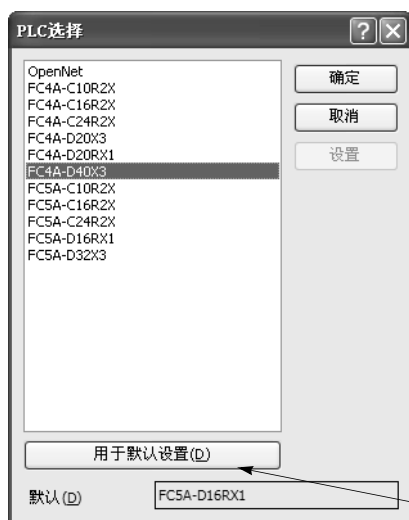 PLC选择
OpenNet
FC4A-C10R2X
FC4A-C16R2X
FC4A-C24R2X
FC4A-D20X3
FC4A-D20RX1
FC4A-D40X3
FC5A-C10R2X
FC5A-C16R2X
FC5A-C24R2X
FC5A-D16RX1
FC5A-D32X3
确定
取消
设置
用于默认设置(D)
默认(D)
FC5A-D16RX1